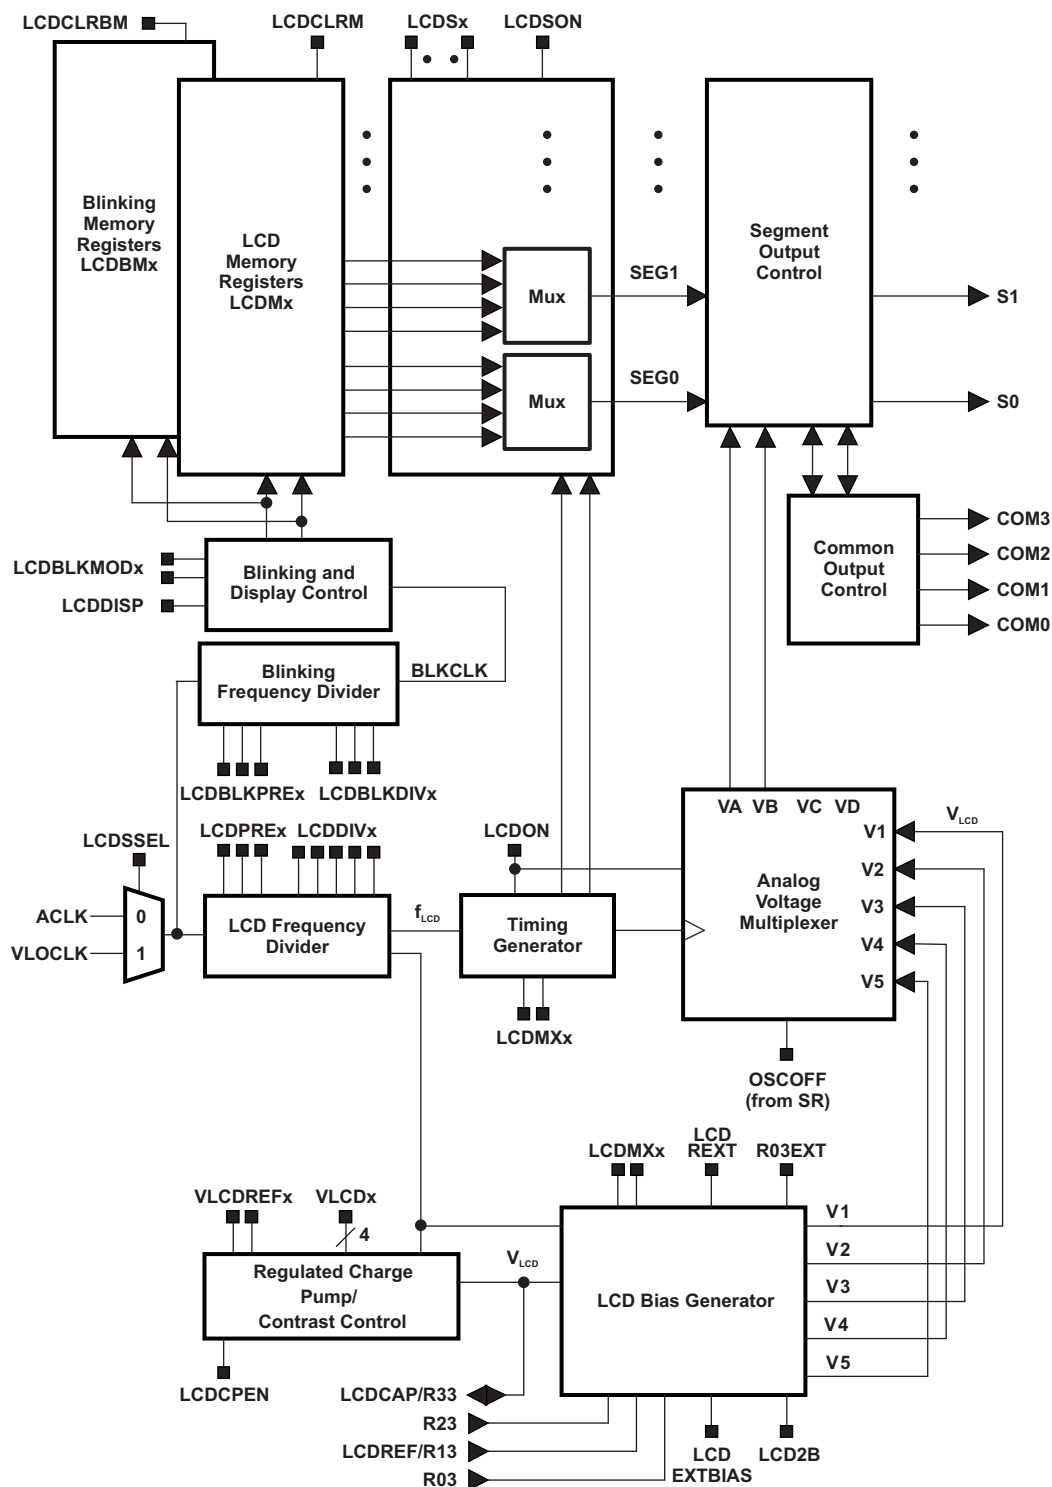 LCDCLRBM
LCDCLRM
LCDSx
LCDSON
Blinking
Memory
Registers
LCDBMx
LCD
Memory
Registers
LCDMx
Mux
Mux
SEG1
SEG0
Segment
Output
Control
S1
S0
Common
Output
Control
COM3
COM2
COM1
COM0
LCDBLKMODx
LCDDISP
Blinking and
Display Control
Blinking
Frequency Divider
BLKCLK
LCDBLKPREx
LCDBLKDIVx
LCDSSEL
ACLK
VLOCLK
0
1
LCDPREx
LCDDIVx
LCD Frequency
Divider
fLCD
LCDON
Timing
Generator
LCDMXx
VA
VB
VC
VD
V1
V2
V3
V4
V5
Analog
Voltage
Multiplexer
VLCD
OSCOFF
(from SR)
LCDMXx
LCD
REXT
R03EXT
VLCDREFx
VLCDx
4
Regulated Charge
Pump/
Contrast Control
VLCD
LCD Bias Generator
V1
V2
V3
V4
V5
LCDCPEN
LCDCAP/R33
R23
LCDREF/R13
R03
LCD
EXTBIAS
LCD2B